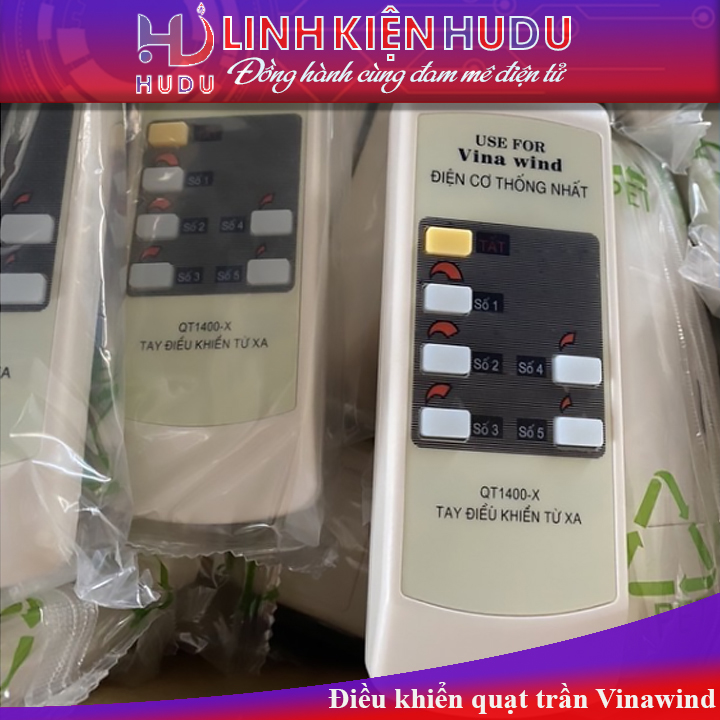 LINH KIỆN HUDU
HUDU
Đồng hành cùng đam mê điện tử
USE FOR
Vina wind
ĐIỆN CƠ THỐNG NHẤT
TẮT
Số 1
Số 2 Số 4
Số 3 Số 5
QT1400-X
TAY ĐIỀU KHIỂN TỪ XA
Số 1
Số 2 Số 4
Số 3 Số 5
QT1400-X
TAY ĐIỀU KHIỂN TỪ XA
XA
Điều khiển quạt trần Vinawind